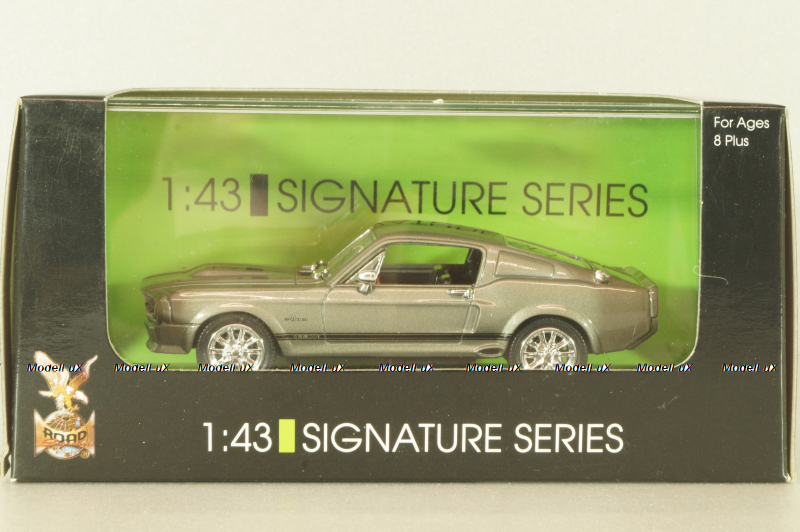 For Ages
8 Plus
1:43 SIGNATURE SERIES
ModelLuX ModelLuX ModelLuX ModelLuX ModelLuX ModelLuX ModelLuX ModelLuX ModelLuX
ROAD
1:43 SIGNATURE SERIES